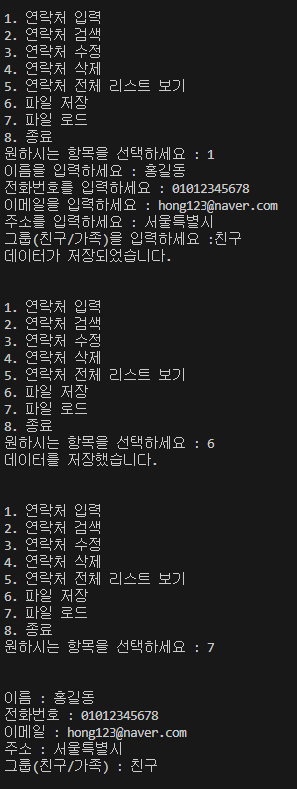 1. 연락처 입력
2. 연락처 검색
3. 연락처 수정
4. 연락처 삭제
5. 연락처 전체 리스트 보기
6. 파일 저장
7. 파일 로드
8. 종료
원하시는 항목을 선택하세요 : 1
이름을 입력하세요 : 홍길동
전화번호를 입력하세요 : 01012345678
이메일을 입력하세요 : hong123@naver.com
주소를 입력하세요 : 서울특별시
그룹(친구/가족)을 입력하세요 :친구
데이터가 저장되었습니다.
1. 연락처 입력
2. 연락처 검색
3. 연락처 수정
4. 연락처 삭제
5. 연락처 전체 리스트 보기
6. 파일 저장
7. 파일 로드
8. 종료
원하시는 항목을 선택하세요 : 6
데이터를 저장했습니다.
1. 연락처 입력
2. 연락처 검색
3. 연락처 수정
4. 연락처 삭제
5. 연락처 전체 리스트 보기
6. 파일 저장
7. 파일 로드
8. 종료
원하시는 항목을 선택하세요 : 7
이름 : 홍길동
전화번호 : 01012345678
이메일 : hong123@naver.com
주소 : 서울특별시
그룹(친구/가족) : 친구